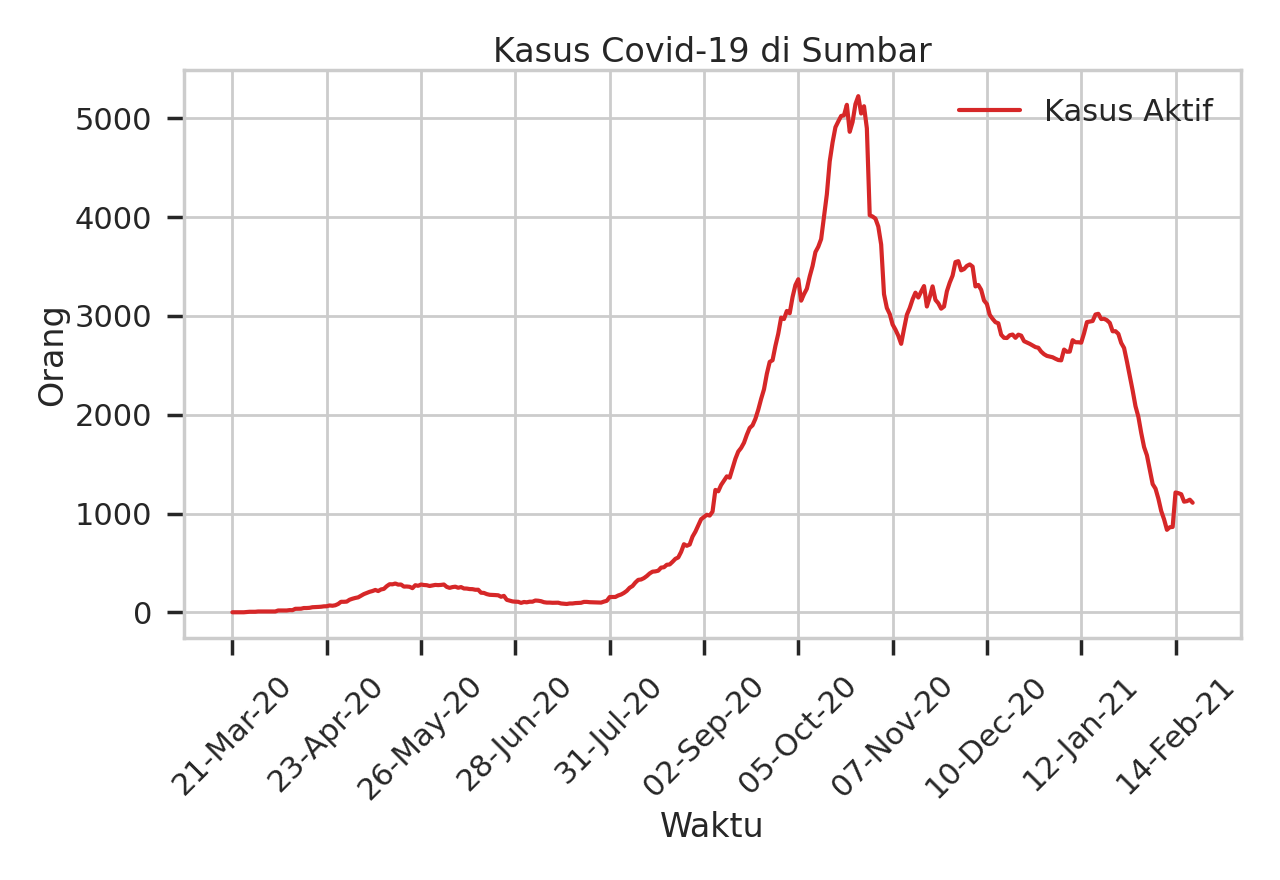 Kasus Covid-19 di Sumbar
Kasus Aktif
5000
4000
3000
2000
1000
0
Orang
21-Mar-20
23-Apr-20
26-May-20
28-Jun-20
31-Jul-20
02-Sep-20
05-Oct-20
07-Nov-20
10-Dec-20
12-Jan-21
14-Feb-21
Waktu